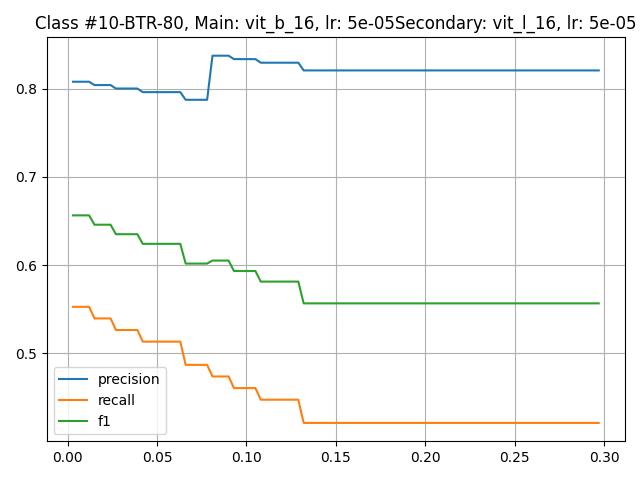 Class #10-BTR-80, Main: vit_b_16, lr: 5e-05Secondary: vit_l_16, lr: 5e-05
0.8
0.7
0.6
0.5
precision
recall
f1
0.00 0.05 0.10 0.15 0.20 0.25 0.30